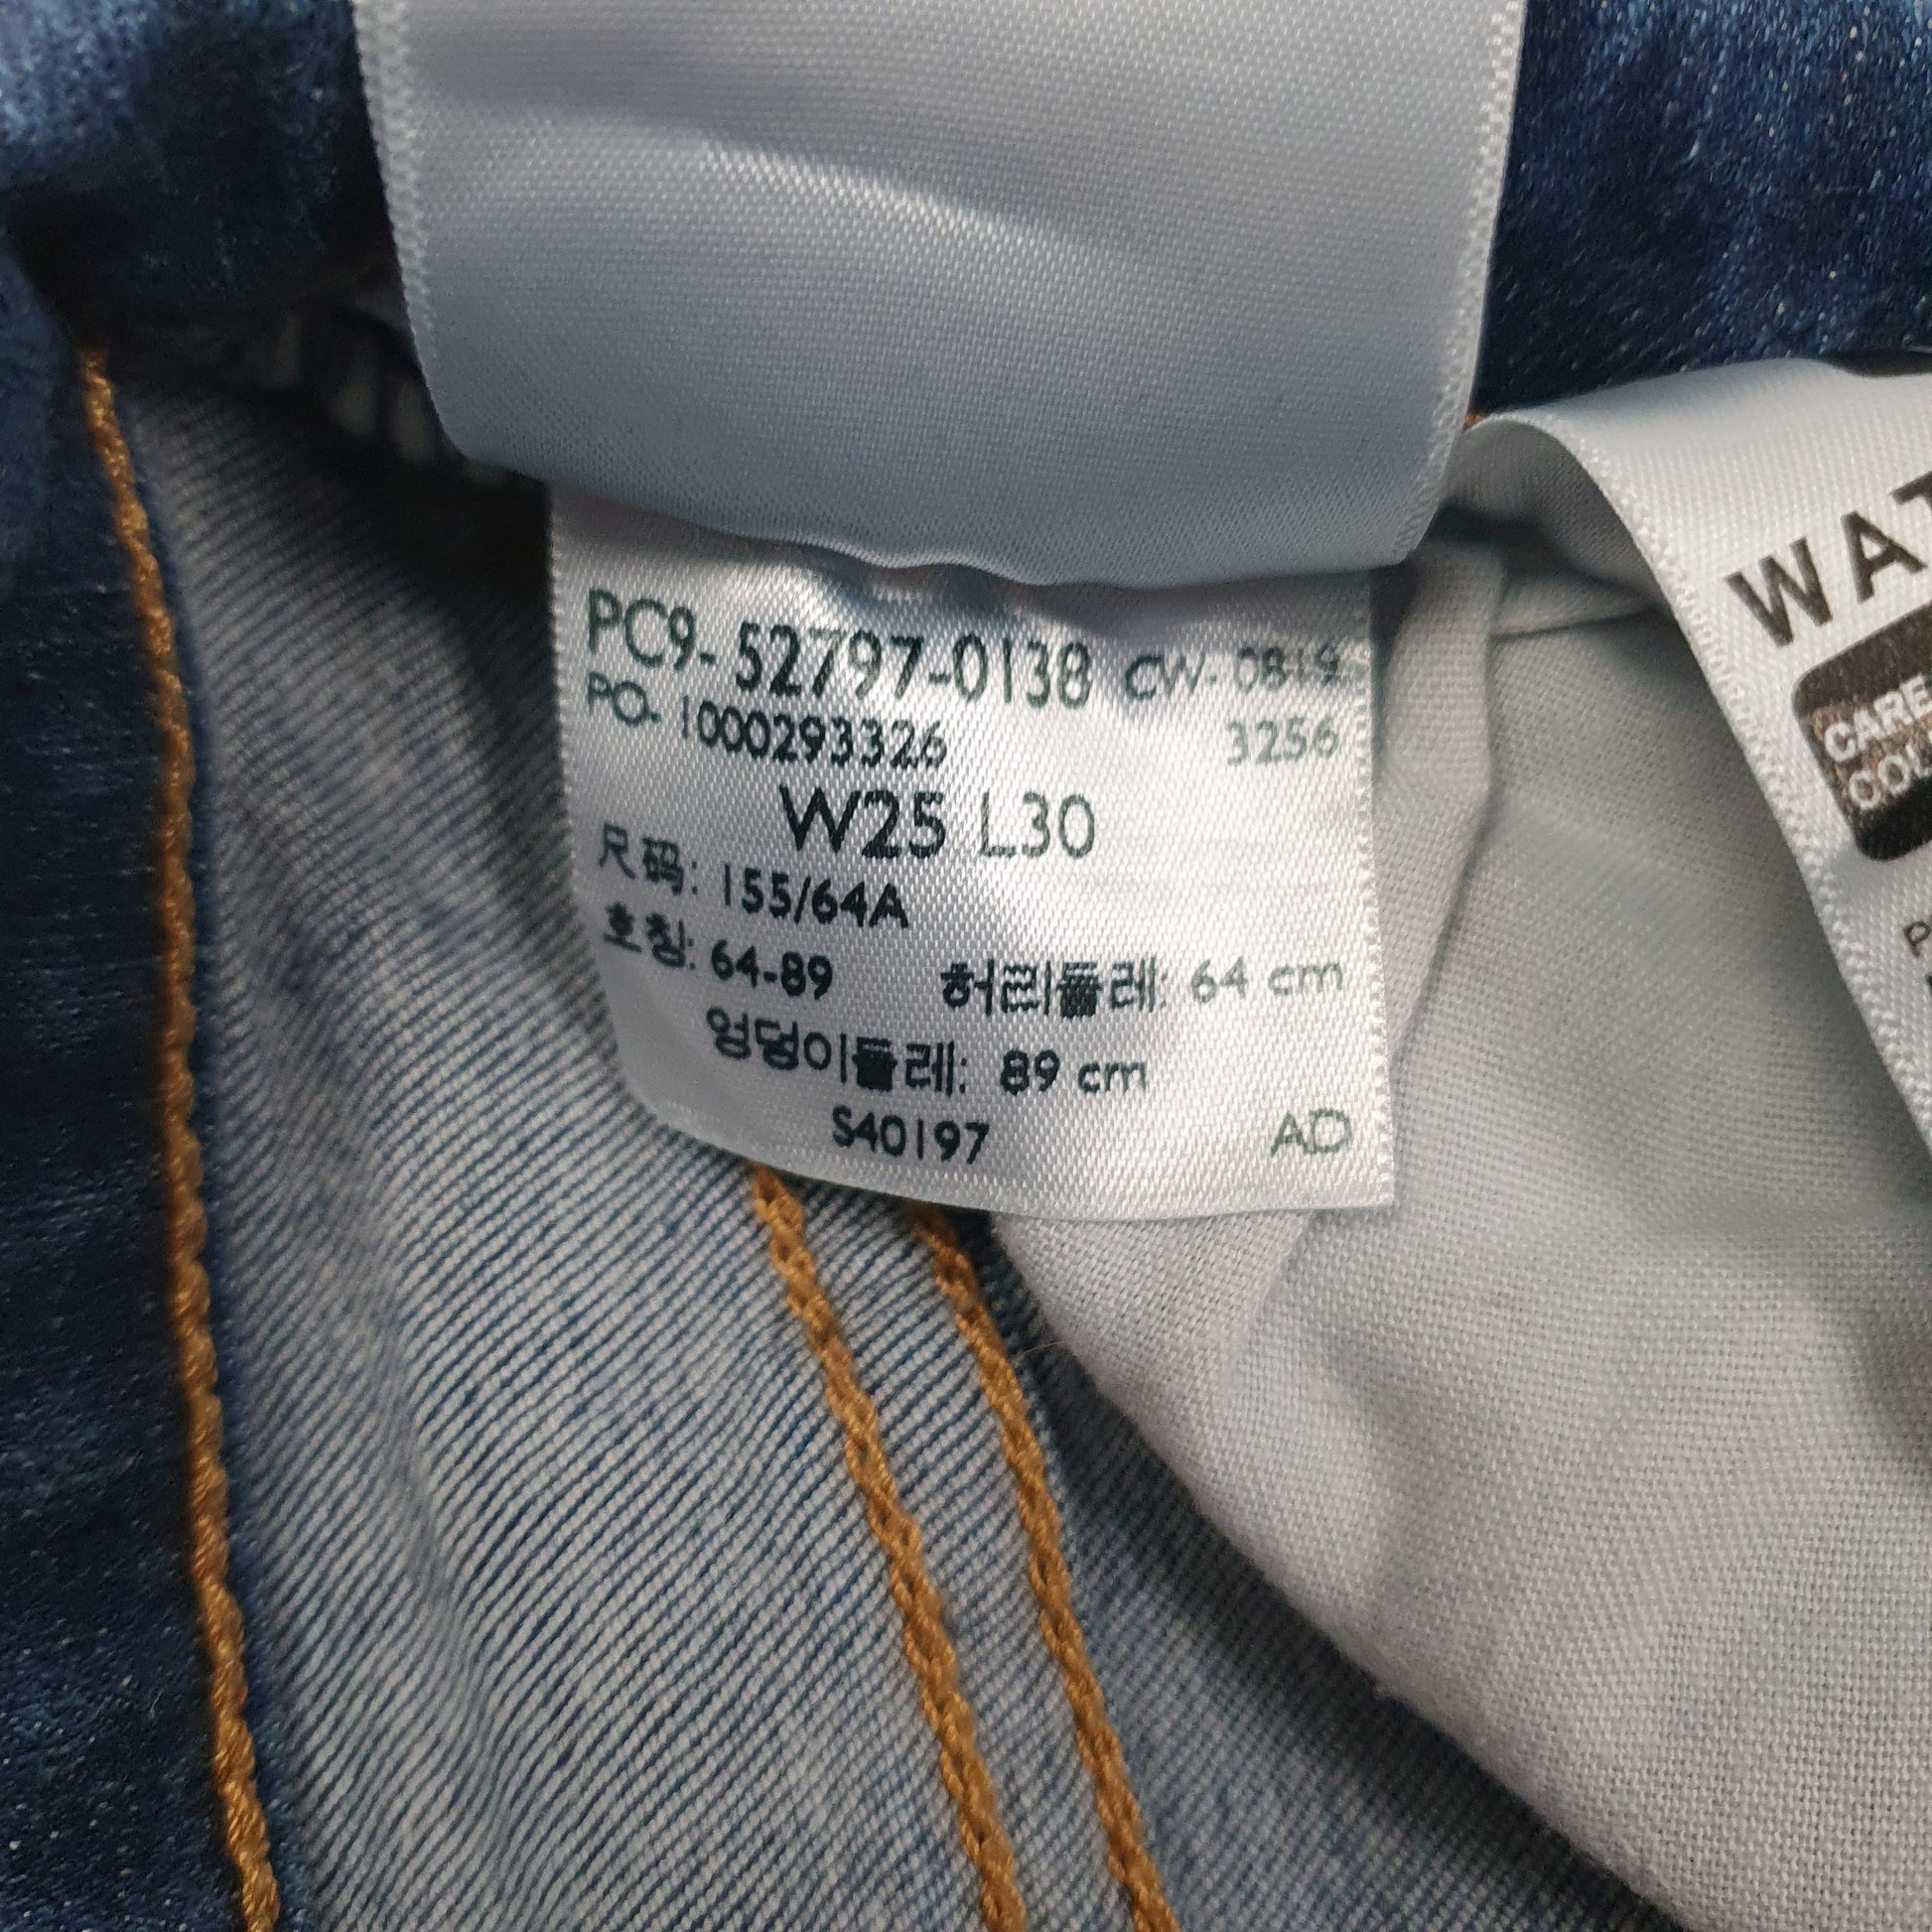 PC9-52797-0138 CW-0819
PO-1000293326 3256
W25 L30
尺码: 155/64A
호칭: 64-89 허리둘레: 64 cm
엉덩이둘레: 89 cm
S40197 AD
WAT
CARE